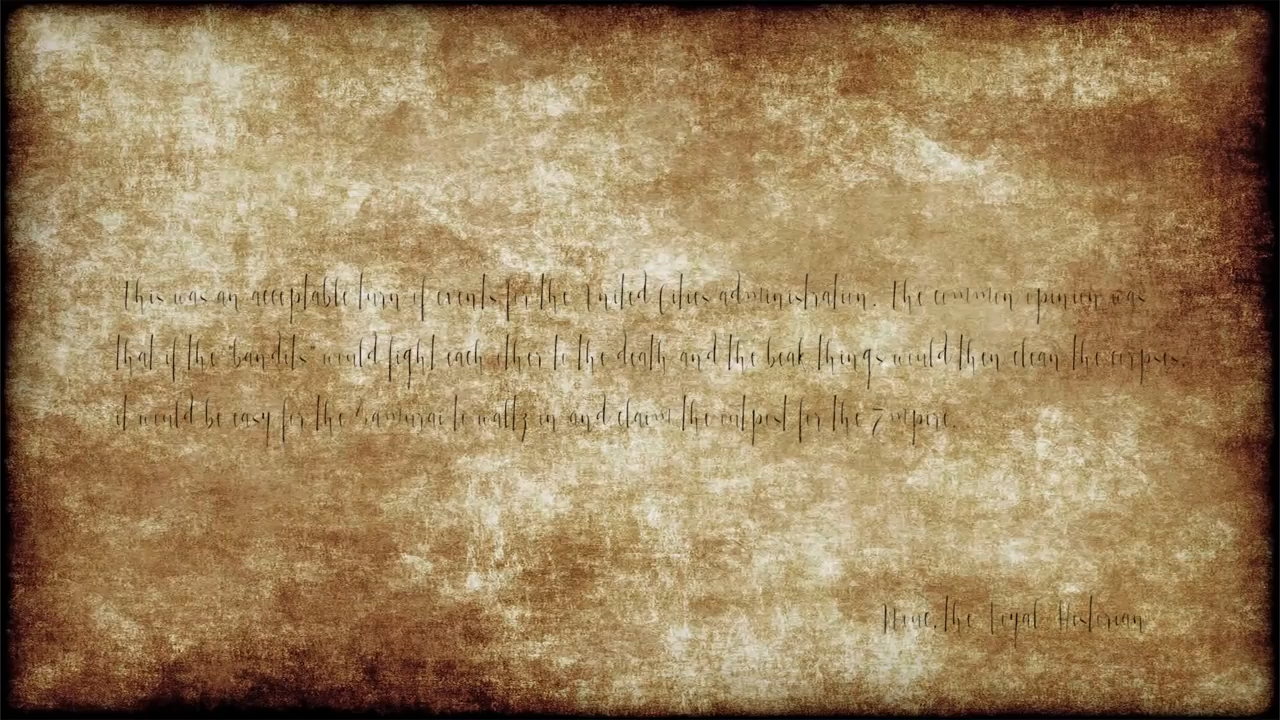 This was an acceptable turn of events for the United Cities administration. The common opinion was
that if the "bandits" would fight each other to the death and the beak things would then clean the corpses.
it would be easy for the Samurai to waltz in and claim the outpost for the Empire.
the Loyal Historian